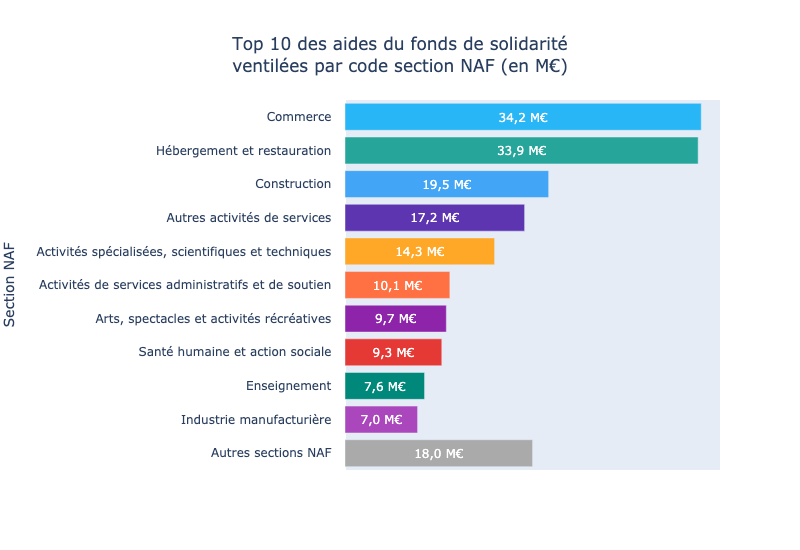 Top 10 des aides du fonds de solidarité
ventilées par code section NAF (en M€)
Section NAF
Commerce 34,2 M€
Hébergement et restauration 33,9 M€
Construction 19,5 M€
Autres activités de services 17,2 M€
Activités spécialisées, scientifiques et techniques 14,3 M€
Activités de services administratifs et de soutien 10,1 M€
Arts, spectacles et activités récréatives 9,7 M€
Santé humaine et action sociale 9,3 M€
Enseignement 7,6 M€
Industrie manufacturière 7,0 M€
Autres sections NAF 18,0 M€